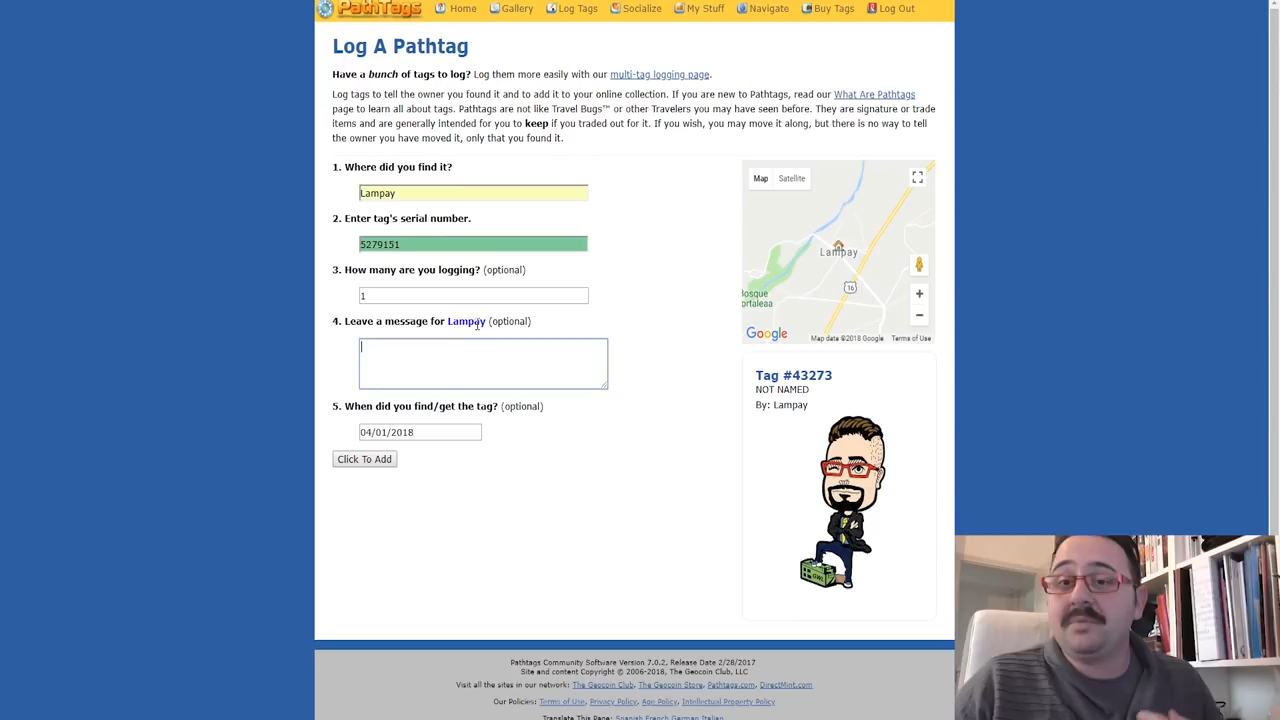 PathTags Home Gallery Log Tags Socialize My Stuff Navigate Buy Tags Log Out
Log A Pathtag
Have a bunch of tags to log? Log them more easily with our multi-tag logging page.
Log tags to tell the owner you found it and to add it to your online collection. If you are new to Pathtags, read our What Are Pathtags
page to learn all about tags. Pathtags are not like Travel Bugs™ or other Travelers you may have seen before. They are signature or trade
items and are generally intended for you to keep if you traded out for it. If you wish, you may move it along, but there is no way to tell
the owner you have moved it, only that you found it.
1. Where did you find it?
Lampay
2. Enter tag's serial number.
5279151
3. How many are you logging? (optional)
1
4. Leave a message for Lampay (optional)
5. When did you find/get the tag? (optional)
04/01/2018
Click To Add
Map Satellite
Lampay
16
Bosque
ortaleaa
+
−
Google Map data ©2018 Google Terms of Use
Tag #43273
NOT NAMED
By: Lampay
Pathtags Community Software Version 7.0.2, Release Date 2/28/2017
Site and content Copyright © 2006-2018, The Geocoin Club, LLC
Visit all the sites in our network: The Geocoin Club, The Geocoin Store, Pathtags.com, DirectMint.com
Our Policies: Terms of Use, Privacy Policy, Age Policy, Intellectual Property Policy
Translate This Page: Spanish French German Italian